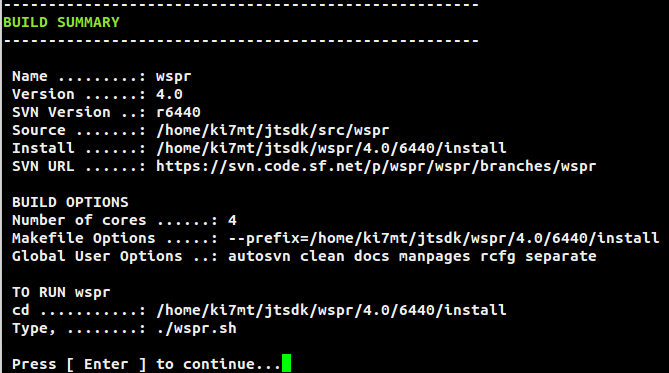 -----------------------------------------------------
BUILD SUMMARY
-----------------------------------------------------
Name .........: wspr
Version ......: 4.0
SVN Version ..: r6440
Source .......: /home/ki7mt/jtsdk/src/wspr
Install ......: /home/ki7mt/jtsdk/wspr/4.0/6440/install
SVN URL ......: https://svn.code.sf.net/p/wspr/wspr/branches/wspr
BUILD OPTIONS
Number of cores ......: 4
Makefile Options .....: --prefix=/home/ki7mt/jtsdk/wspr/4.0/6440/install
Global User Options ..: autosvn clean docs manpages rcfg separate
TO RUN wspr
cd ...........: /home/ki7mt/jtsdk/wspr/4.0/6440/install
Type, ........: ./wspr.sh
Press [ Enter ] to continue...